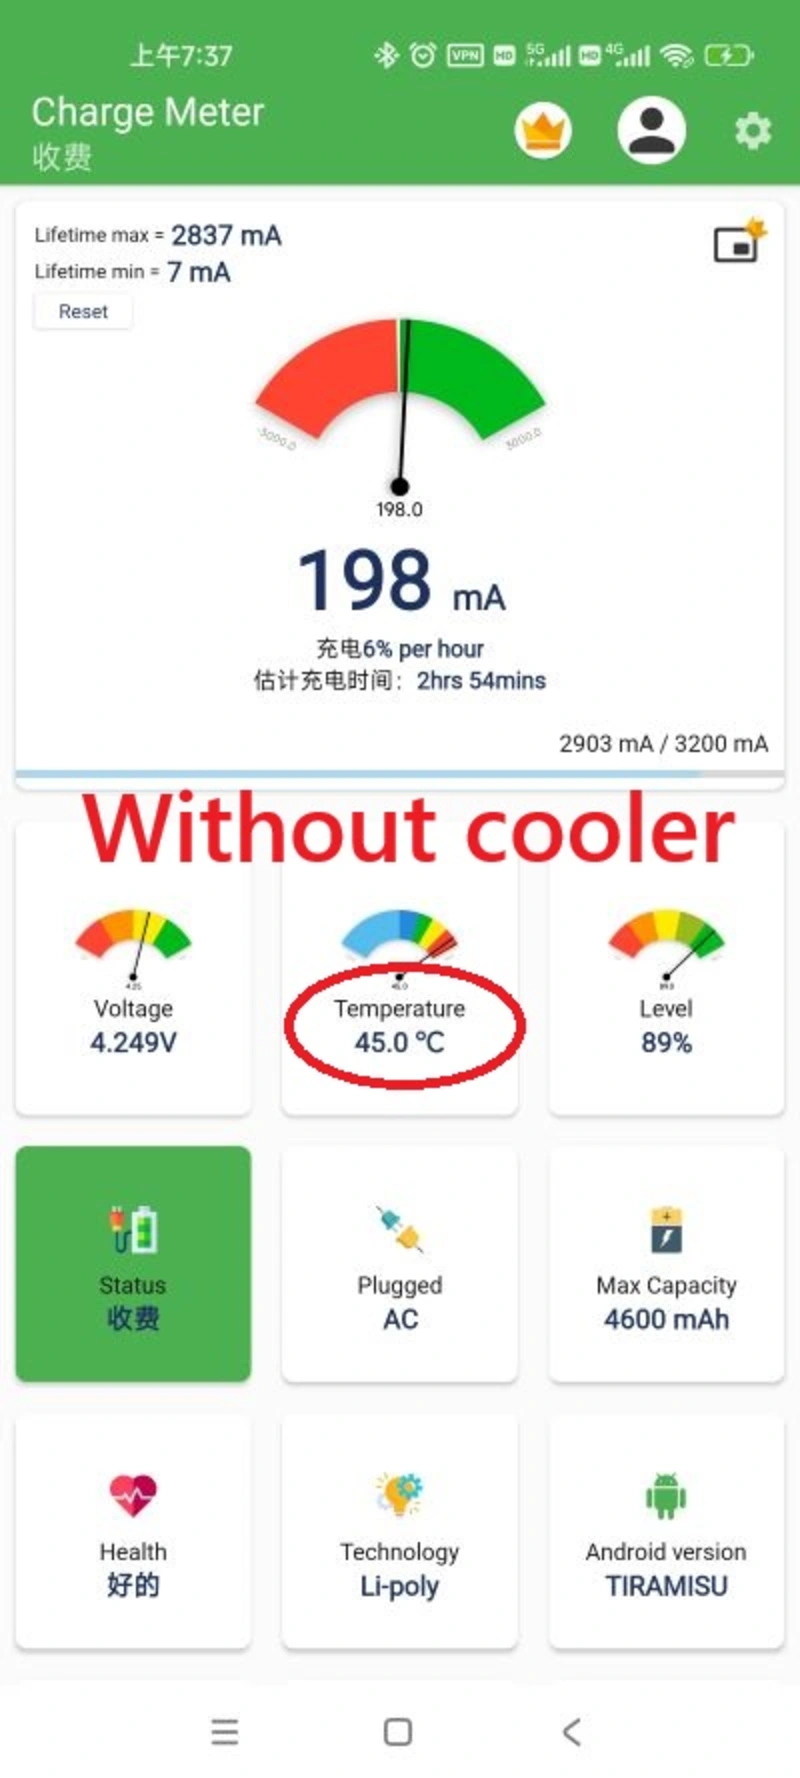 上午7:37
VPN HD 5G HD 4G
Charge Meter
收费
Lifetime max = 2837 mA
Lifetime min = 7 mA
Reset
-3000.0
3000.0
198.0
198 mA
充电6% per hour
估计充电时间: 2hrs 54mins
2903 mA / 3200 mA
Without cooler
4.25
45.0
89.0
Voltage
Temperature
Level
4.249V
45.0 °C
89%
Status
Plugged
Max Capacity
收费
AC
4600 mAh
Health
Technology
Android version
好的
Li-poly
TIRAMISU